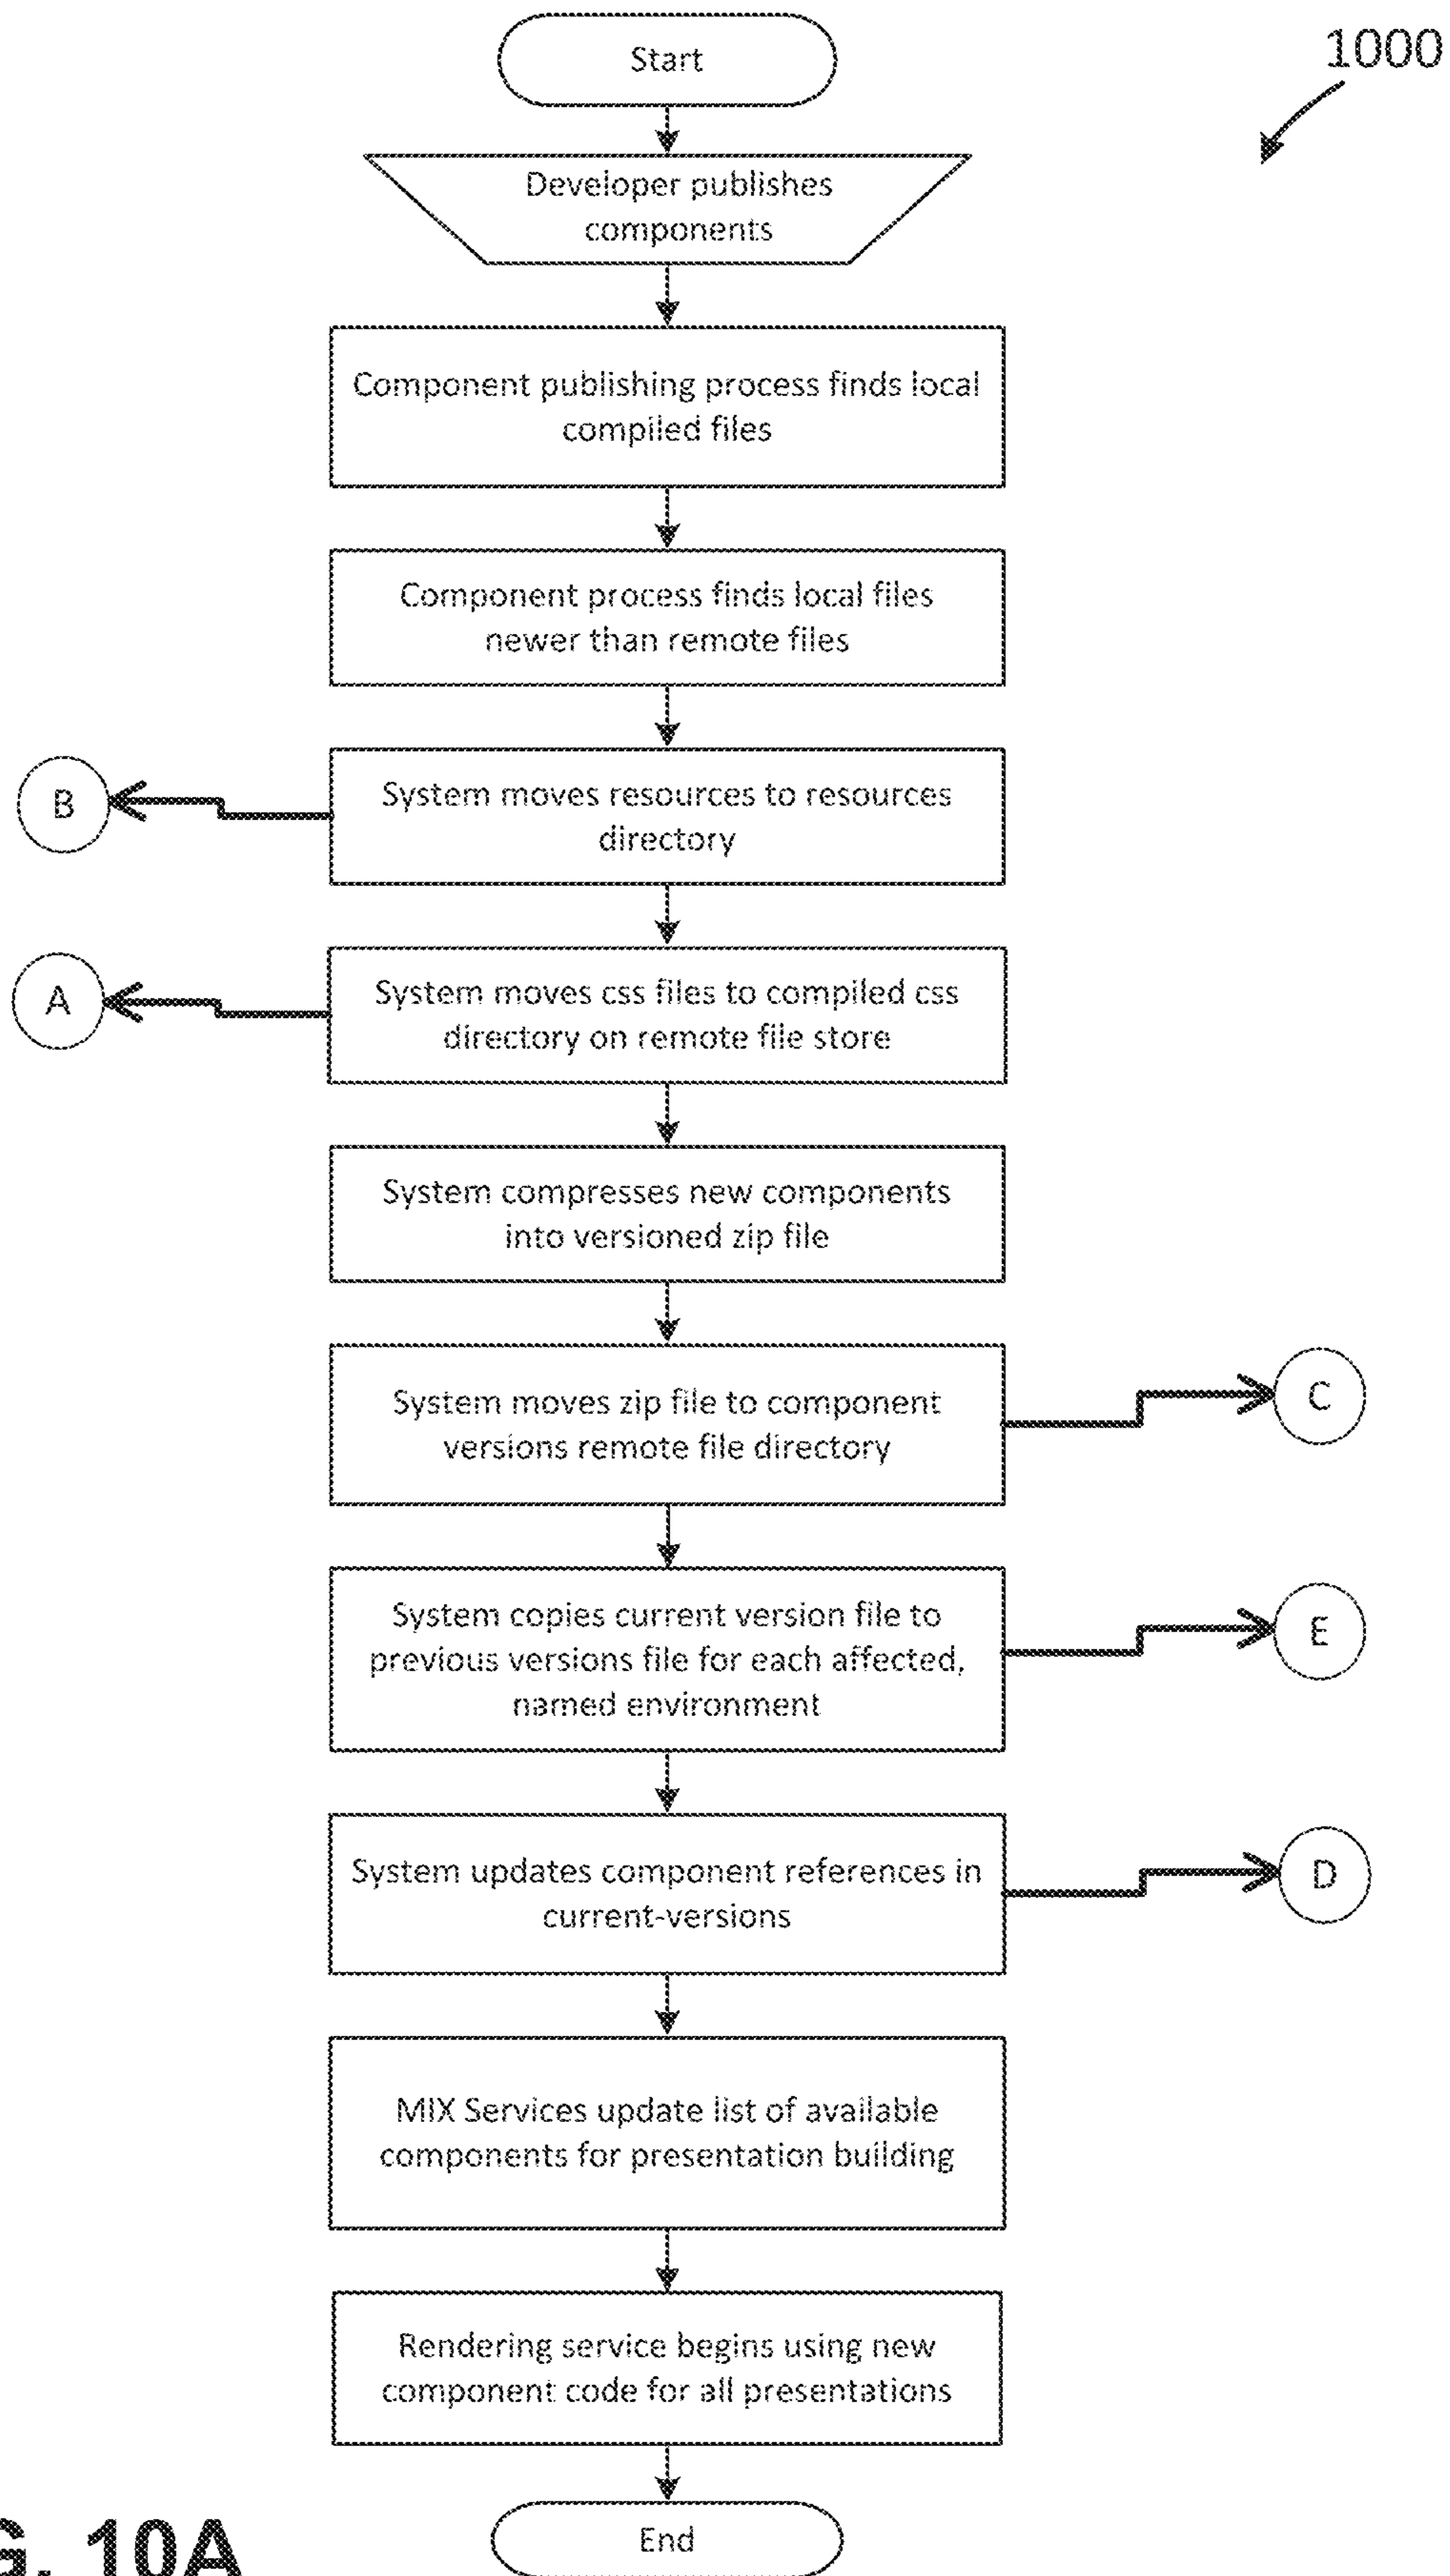 Start
1000
Developer publishes
components
Component publishing process finds local
compiled files
Component process finds local files
newer than remote files
B
System moves resources to resources
directory
A
System moves css files to compiled css
directory on remote file store
System compresses new components
into versioned zip file
System moves zip file to component
versions remote file directory
C
System copies current version file to
previous versions file for each affected,
named environment
E
System updates component references in
current-versions
D
MIX Services update list of available
components for presentation building
Rendering service begins using new
component code for all presentations
End
G. 10A